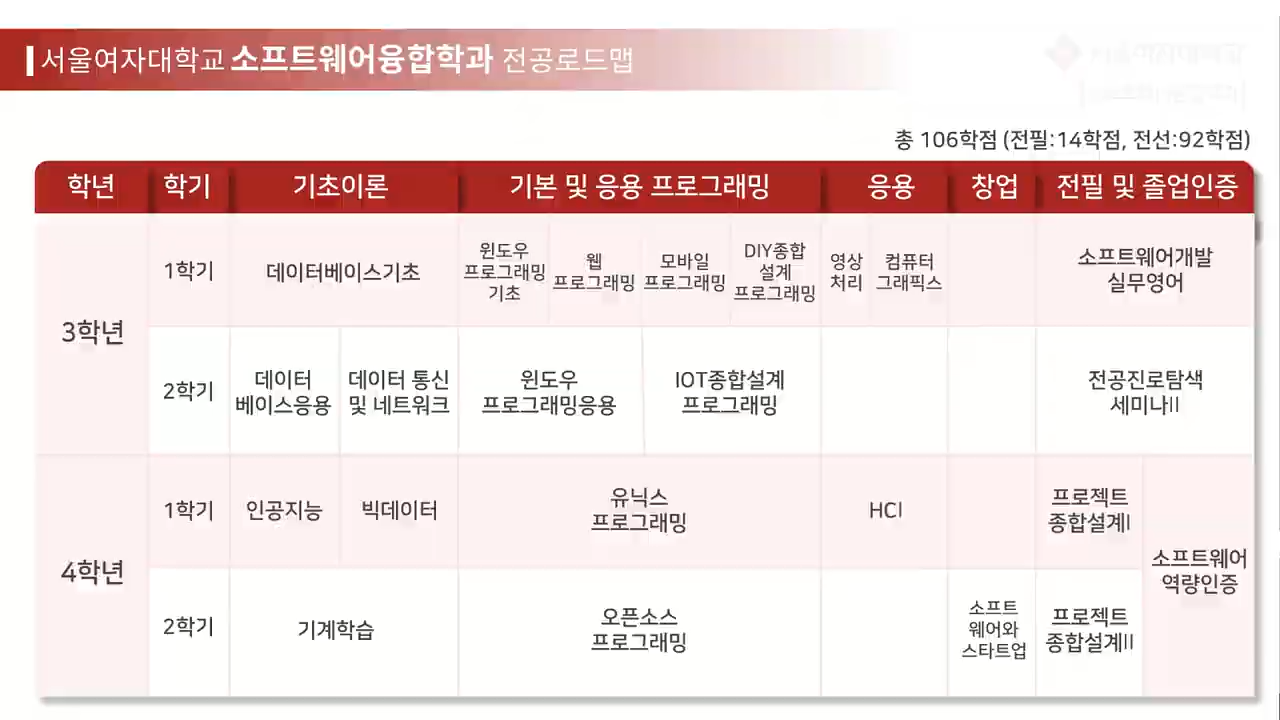 서울여자대학교 소프트웨어융합학과 전공로드맵
총 106학점 (전필:14학점, 전선:92학점)
학년 학기 기초이론 기본 및 응용 프로그래밍 응용 창업 전필 및 졸업인증
3학년
1학기
데이터베이스기초
윈도우
프로그래밍
기초
웹
프로그래밍
모바일
프로그래밍
DIY종합
설계
프로그래밍
영상
처리
컴퓨터
그래픽스
소프트웨어개발
실무영어
2학기
데이터
베이스응용
데이터 통신
및 네트워크
윈도우
프로그래밍응용
IOT종합설계
프로그래밍
전공진로탐색
세미나II
4학년
1학기
인공지능
빅데이터
유닉스
프로그래밍
HCI
프로젝트
종합설계I
소프트웨어
역량인증
2학기
기계학습
오픈소스
프로그래밍
소프트
웨어와
스타트업
프로젝트
종합설계II